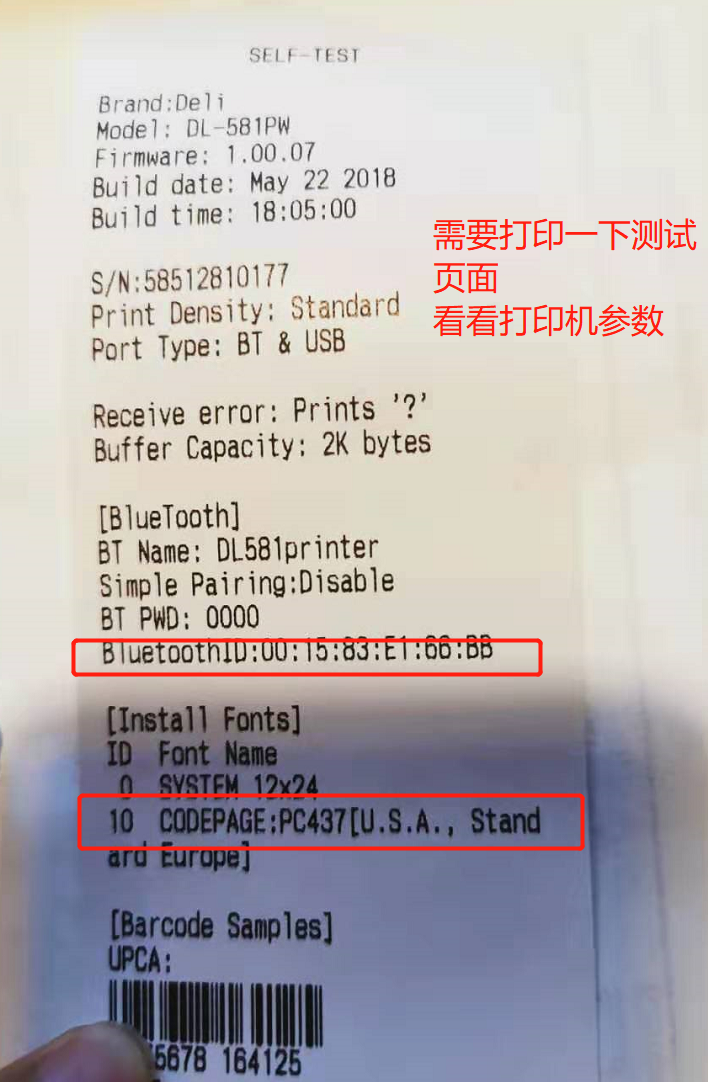 SELF-TEST
Brand:Deli
Model: DL-581PW
Firmware: 1.00.07
Build date: May 22 2018
Build time: 18:05:00
需要打印一下测试
页面
看看打印机参数
S/N:58512810177
Print Density: Standard
Port Type: BT & USB
Receive error: Prints '?'
Buffer Capacity: 2K bytes
[BlueTooth]
BT Name: DL581printer
Simple Pairing:Disable
BT PWD: 0000
BluetoothID:00:15:83:E1:66:BB
[Install Fonts]
ID Font Name
0 SYSTEM 12x24
10 CODEPAGE:PC437[U.S.A., Stand
ard Europe]
[Barcode Samples]
UPCA:
5678 164125